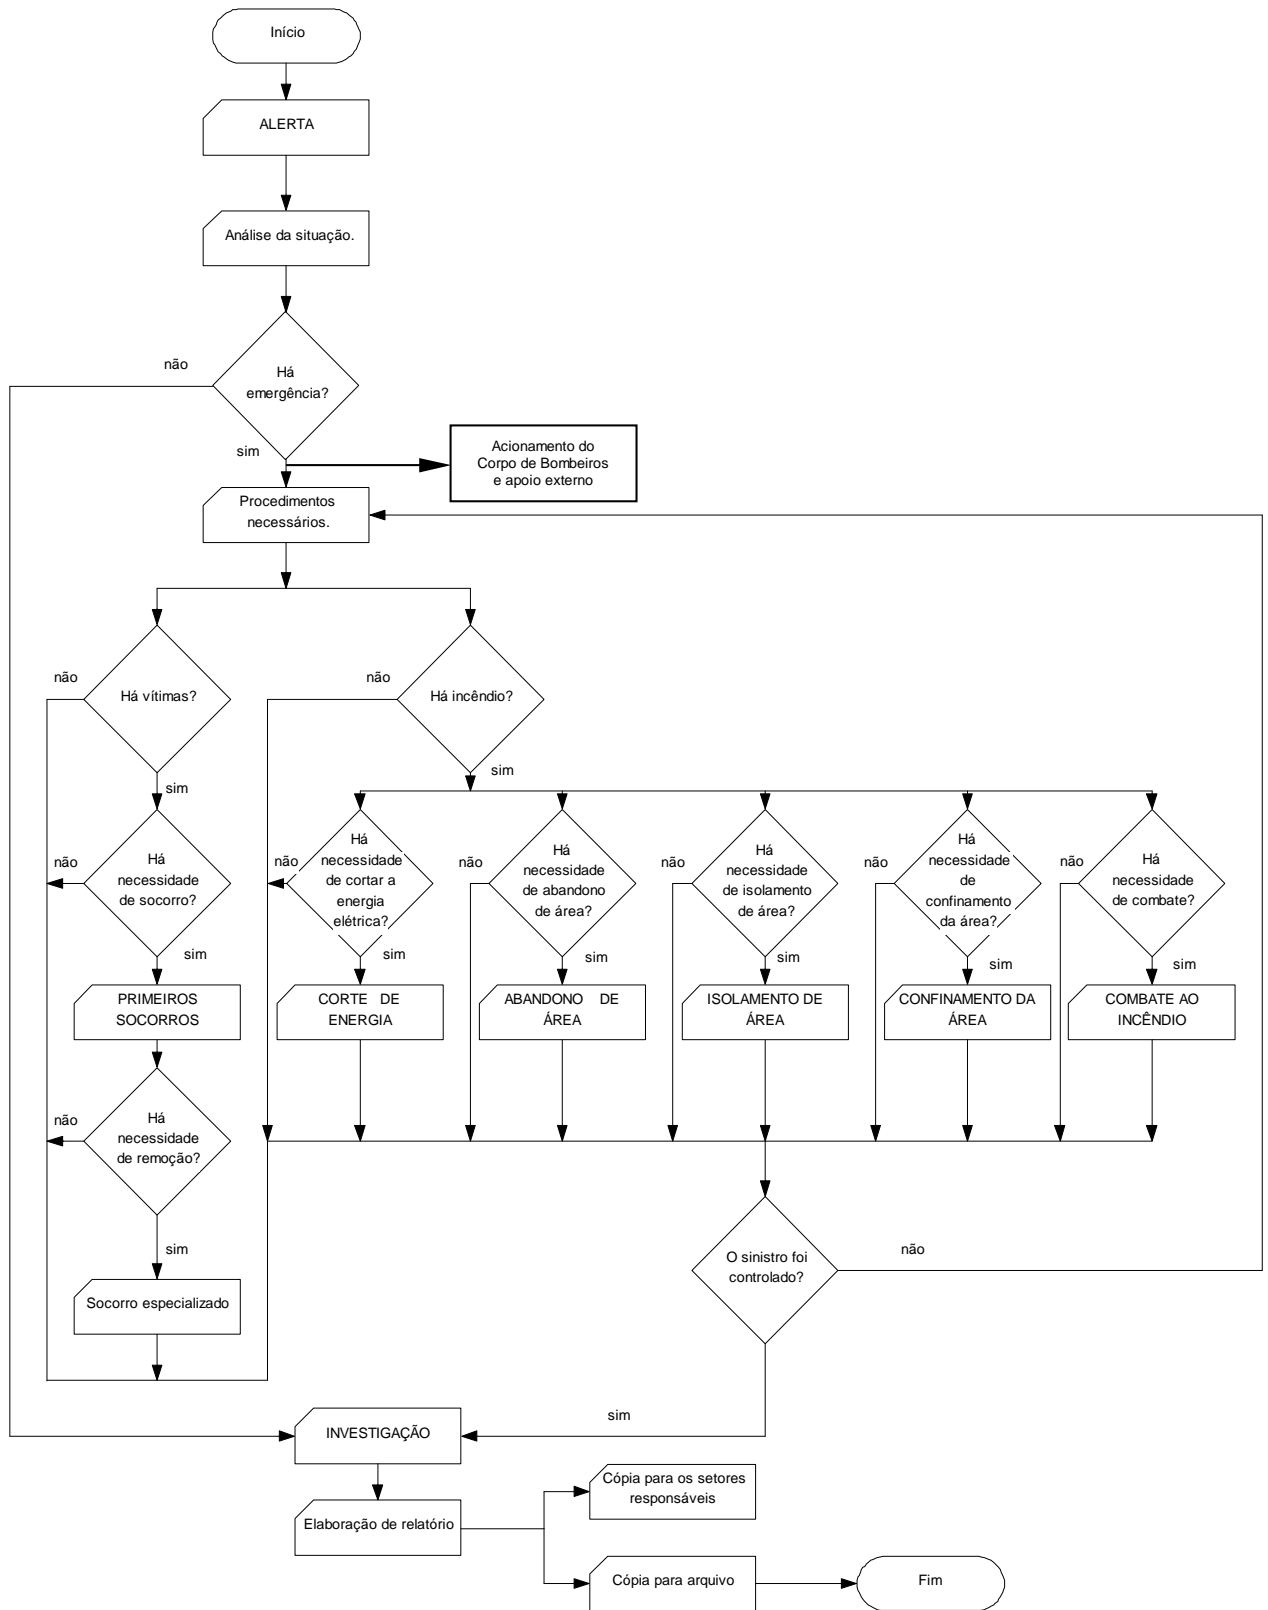 Início
ALERTA
Análise da situação.
não
Há
emergência?
sim
Acionamento do
Corpo de Bombeiros
e apoio externo
Procedimentos
necessários.
não
Há vítimas?
sim
não
Há incêndio?
sim
não
Há
necessidade
de socorro?
sim
não
Há
necessidade
de cortar a
energia
elétrica?
sim
não
Há
necessidade
de abandono
de área?
sim
não
Há
necessidade
de isolamento
de área?
sim
não
Há
necessidade
de
confinamento
da área?
sim
não
Há
necessidade
de combate?
sim
PRIMEIROS
SOCORROS
CORTE DE
ENERGIA
ABANDONO DE
ÁREA
ISOLAMENTO DE
ÁREA
CONFINAMENTO DA
ÁREA
COMBATE AO
INCÊNDIO
não
Há
necessidade
de remoção?
sim
Socorro especializado
O sinistro foi
controlado?
não
sim
INVESTIGAÇÃO
Elaboração de relatório
Cópia para os setores
responsáveis
Cópia para arquivo
Fim